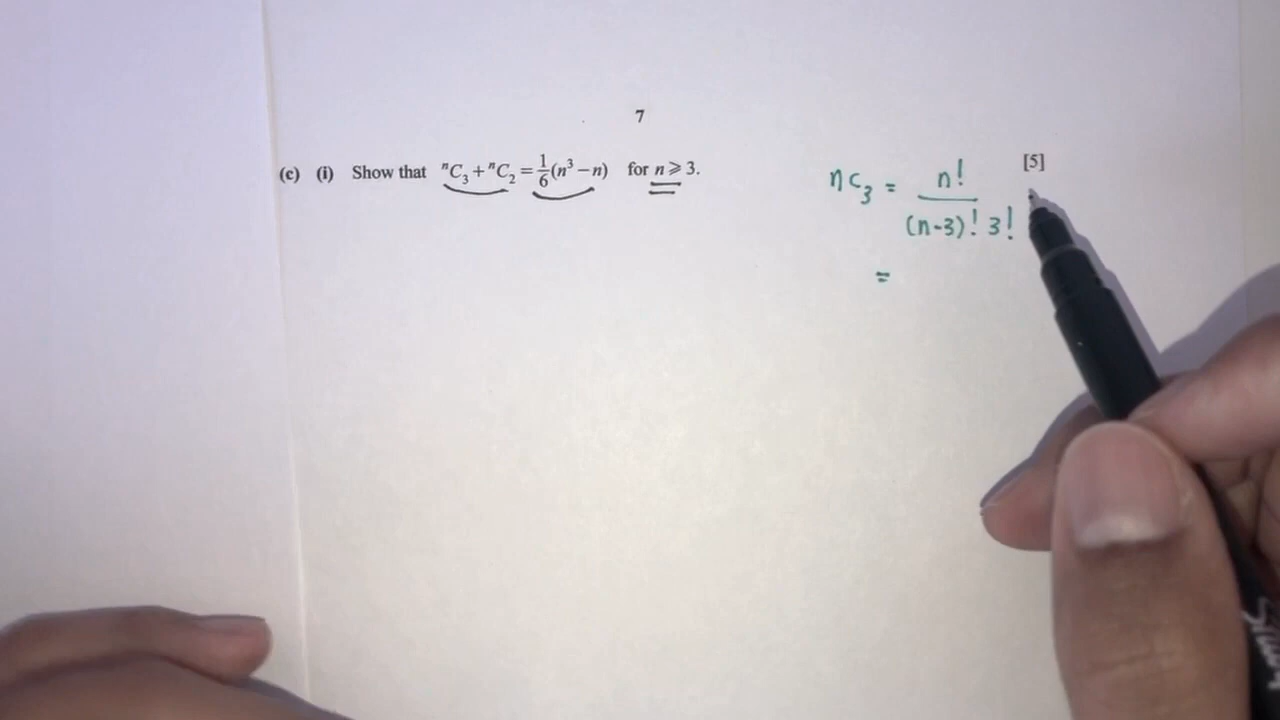 7
(c) (i) Show that ⁿC₃ + ⁿC₂ = 1/6(n³ − n) for n ⩾ 3.
[5]
nC₃ = n! / (n-3)! 3!
=